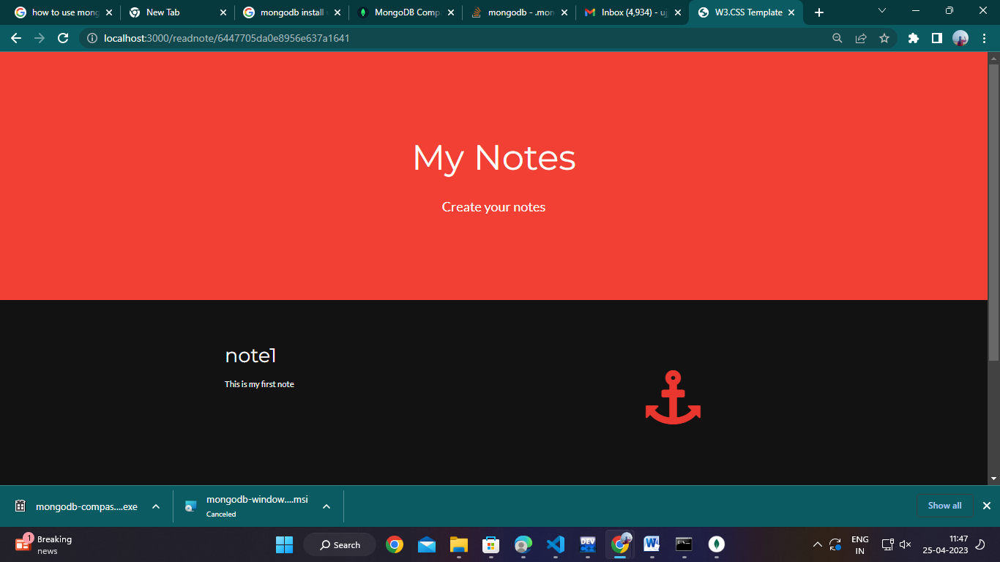 how to use mong
New Tab
mongodb install
MongoDB Comp
mongodb - .mon
Inbox (4,934) - uj
W3.CSS Template
localhost:3000/readnote/6447705da0e8956e637a1641
My Notes
Create your notes
note1
This is my first note
mongodb-compas....exe
mongodb-window....msi
Canceled
Show all
1
Breaking
news
Search
DEV
ENG
IN
11:47
25-04-2023